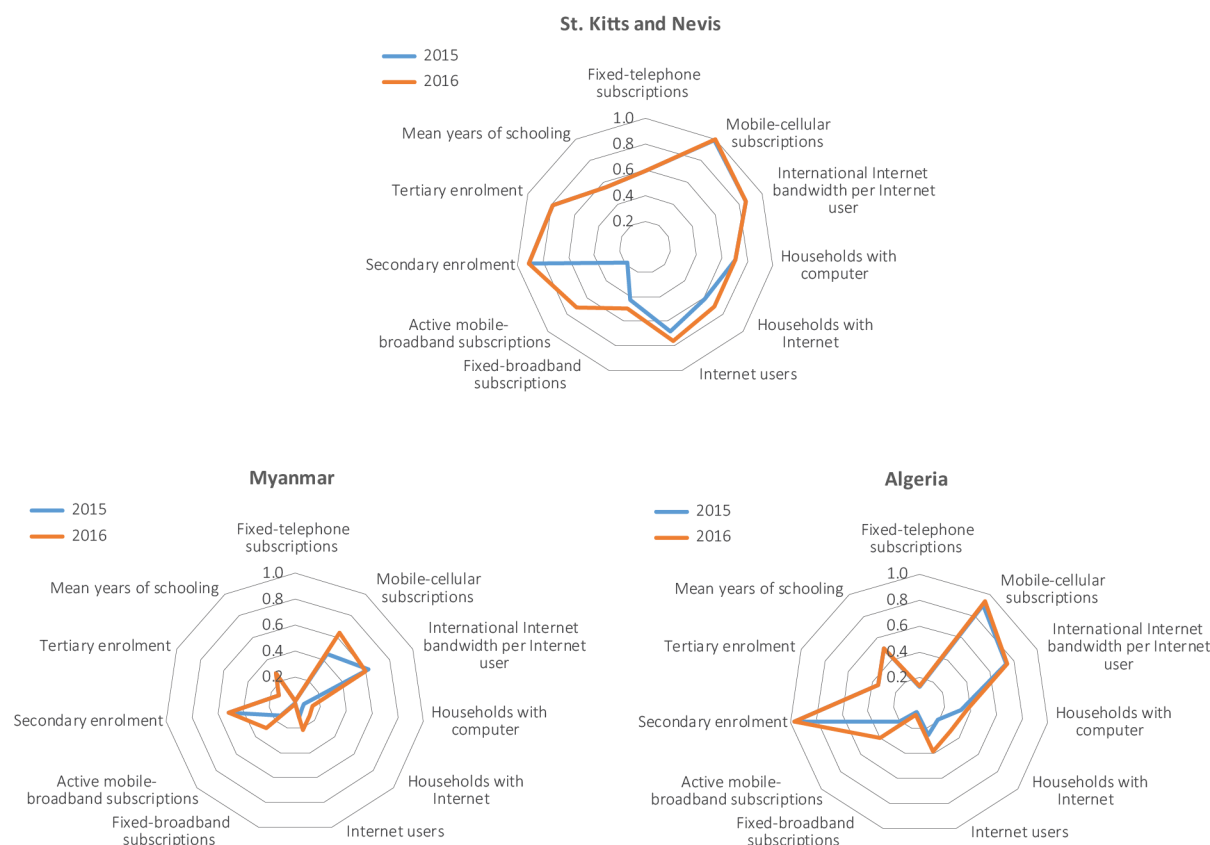 St. Kitts and Nevis
2015
2016
Fixed-telephone
subscriptions
Mobile-cellular
subscriptions
International Internet
bandwidth per Internet
user
Households with
computer
Households with
Internet
Internet users
Fixed-broadband
subscriptions
Active mobile-
broadband subscriptions
Secondary enrolment
Tertiary enrolment
Mean years of schooling
1.0
0.8
0.6
0.4
0.2
Myanmar
2015
2016
Fixed-telephone
subscriptions
Mobile-cellular
subscriptions
International Internet
bandwidth per Internet
user
Households with
computer
Households with
Internet
Internet users
Fixed-broadband
subscriptions
Active mobile-
broadband subscriptions
Secondary enrolment
Tertiary enrolment
Mean years of schooling
1.0
0.8
0.6
0.4
0.2
Algeria
2015
2016
Fixed-telephone
subscriptions
Mobile-cellular
subscriptions
International Internet
bandwidth per Internet
user
Households with
computer
Households with
Internet
Internet users
Fixed-broadband
subscriptions
Active mobile-
broadband subscriptions
Secondary enrolment
Tertiary enrolment
Mean years of schooling
1.0
0.8
0.6
0.4
0.2